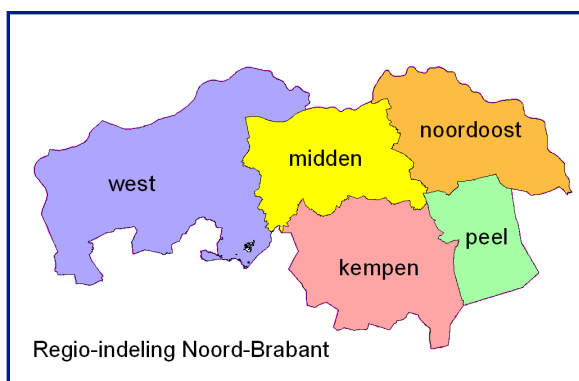 noordoost
midden
west
peel
kempen
Regio-indeling Noord-Brabant